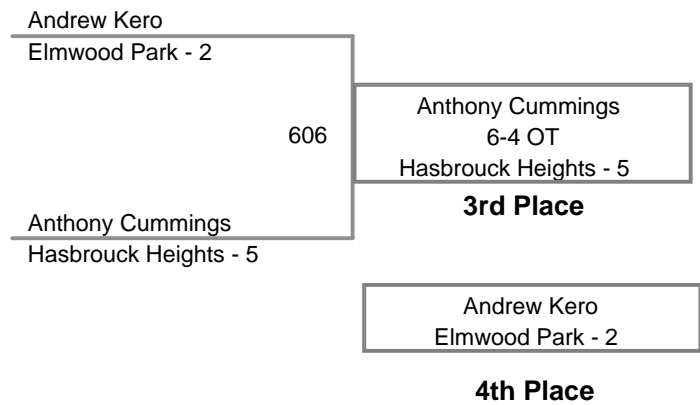 Andrew Kero
Elmwood Park - 2
606
Anthony Cummings
6-4 OT
Hasbrouck Heights - 5
3rd Place
Anthony Cummings
Hasbrouck Heights - 5
Andrew Kero
Elmwood Park - 2
4th Place